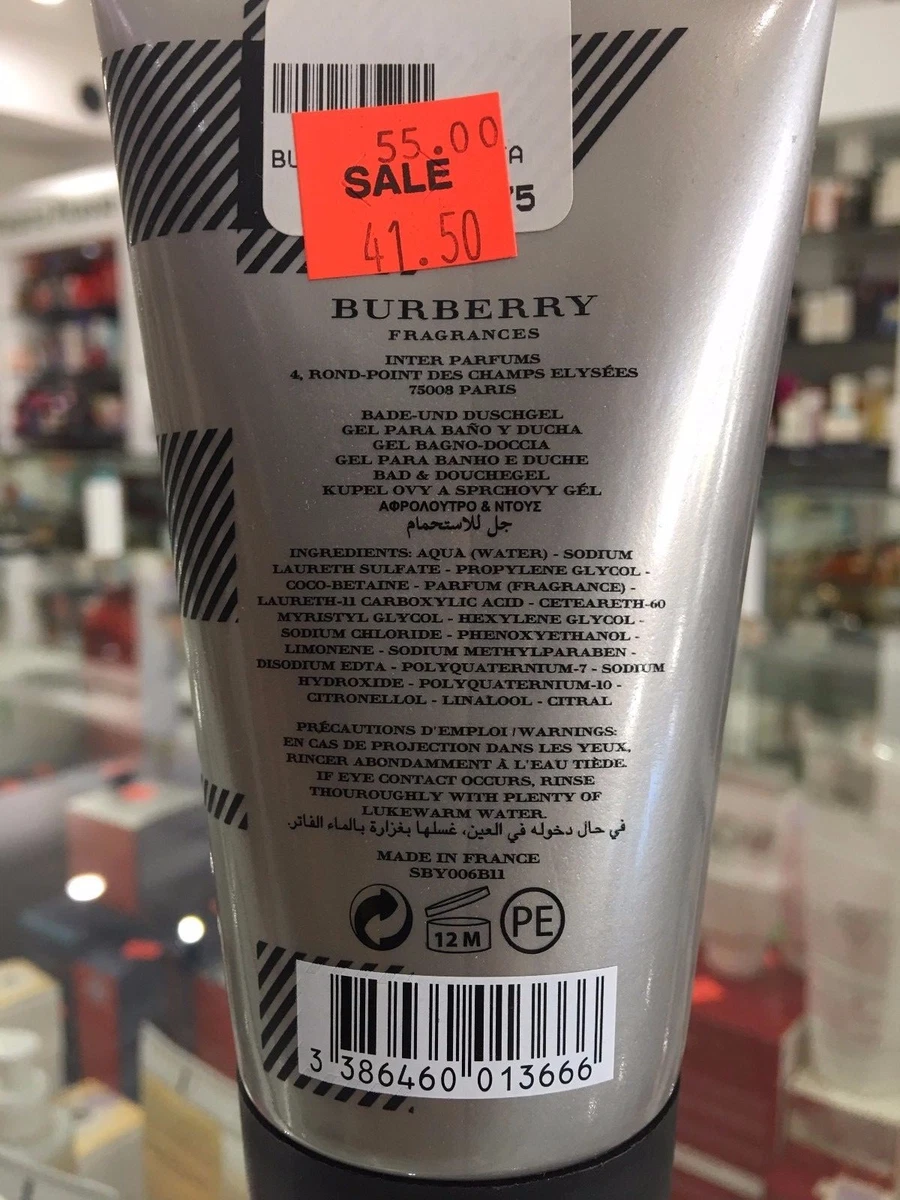 BU
A
75
55.00
SALE
41.50
BURBERRY
FRAGRANCES
INTER PARFUMS
4, ROND-POINT DES CHAMPS ELYSÉES
75008 PARIS
BADE-UND DUSCHGEL
GEL PARA BAÑO Y DUCHA
GEL BAGNO-DOCCIA
GEL PARA BANHO E DUCHE
BAD & DOUCHEGEL
KUPEL OVY A SPRCHOVY GÉL
ΑΦΡΟΛΟΥΤΡΟ & ΝΤΟΥΣ
جل للاستحمام
INGREDIENTS: AQUA (WATER) - SODIUM
LAURETH SULFATE - PROPYLENE GLYCOL -
COCO-BETAINE - PARFUM (FRAGRANCE) -
LAURETH-11 CARBOXYLIC ACID - CETEARETH-60
MYRISTYL GLYCOL - HEXYLENE GLYCOL -
SODIUM CHLORIDE - PHENOXYETHANOL -
LIMONENE - SODIUM METHYLPARABEN -
DISODIUM EDTA - POLYQUATERNIUM-7 - SODIUM
HYDROXIDE - POLYQUATERNIUM-10 -
CITRONELLOL - LINALOOL - CITRAL
PRÉCAUTIONS D'EMPLOI / WARNINGS:
EN CAS DE PROJECTION DANS LES YEUX,
RINCER ABONDAMMENT À L'EAU TIÈDE.
IF EYE CONTACT OCCURS, RINSE
THOUROUGHLY WITH PLENTY OF
LUKEWARM WATER.
في حال دخوله في العين، غسلها بغزارة بالماء الفاتر.
MADE IN FRANCE
SBY006B11
12 M
PE
3 386460 013666